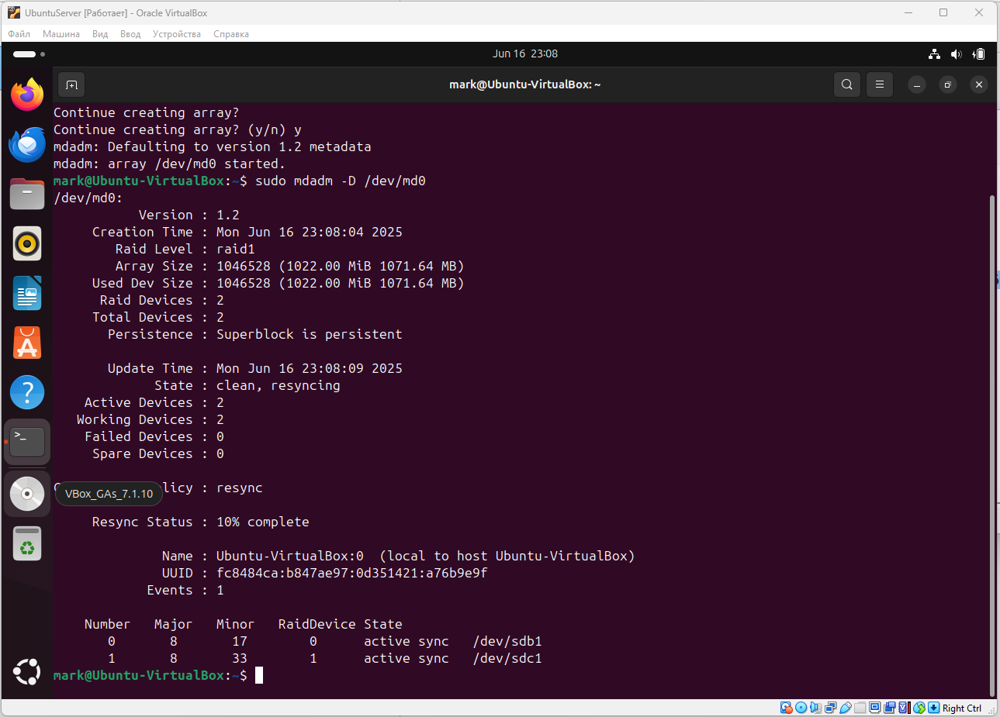 UbuntuServer [Работает] - Oracle VirtualBox
Файл Машина Вид Ввод Устройства Справка
Jun 16 23:08
mark@Ubuntu-VirtualBox: ~
Continue creating array?
Continue creating array? (y/n) y
mdadm: Defaulting to version 1.2 metadata
mdadm: array /dev/md0 started.
mark@Ubuntu-VirtualBox:~$ sudo mdadm -D /dev/md0
/dev/md0:
Version : 1.2
Creation Time : Mon Jun 16 23:08:04 2025
Raid Level : raid1
Array Size : 1046528 (1022.00 MiB 1071.64 MB)
Used Dev Size : 1046528 (1022.00 MiB 1071.64 MB)
Raid Devices : 2
Total Devices : 2
Persistence : Superblock is persistent
Update Time : Mon Jun 16 23:08:09 2025
State : clean, resyncing
Active Devices : 2
Working Devices : 2
Failed Devices : 0
Spare Devices : 0
licy : resync
VBox_GAs_7.1.10
Resync Status : 10% complete
Name : Ubuntu-VirtualBox:0 (local to host Ubuntu-VirtualBox)
UUID : fc8484ca:b847ae97:0d351421:a76b9e9f
Events : 1
Number Major Minor RaidDevice State
0 8 17 0 active sync /dev/sdb1
1 8 33 1 active sync /dev/sdc1
mark@Ubuntu-VirtualBox:~$
Right Ctrl